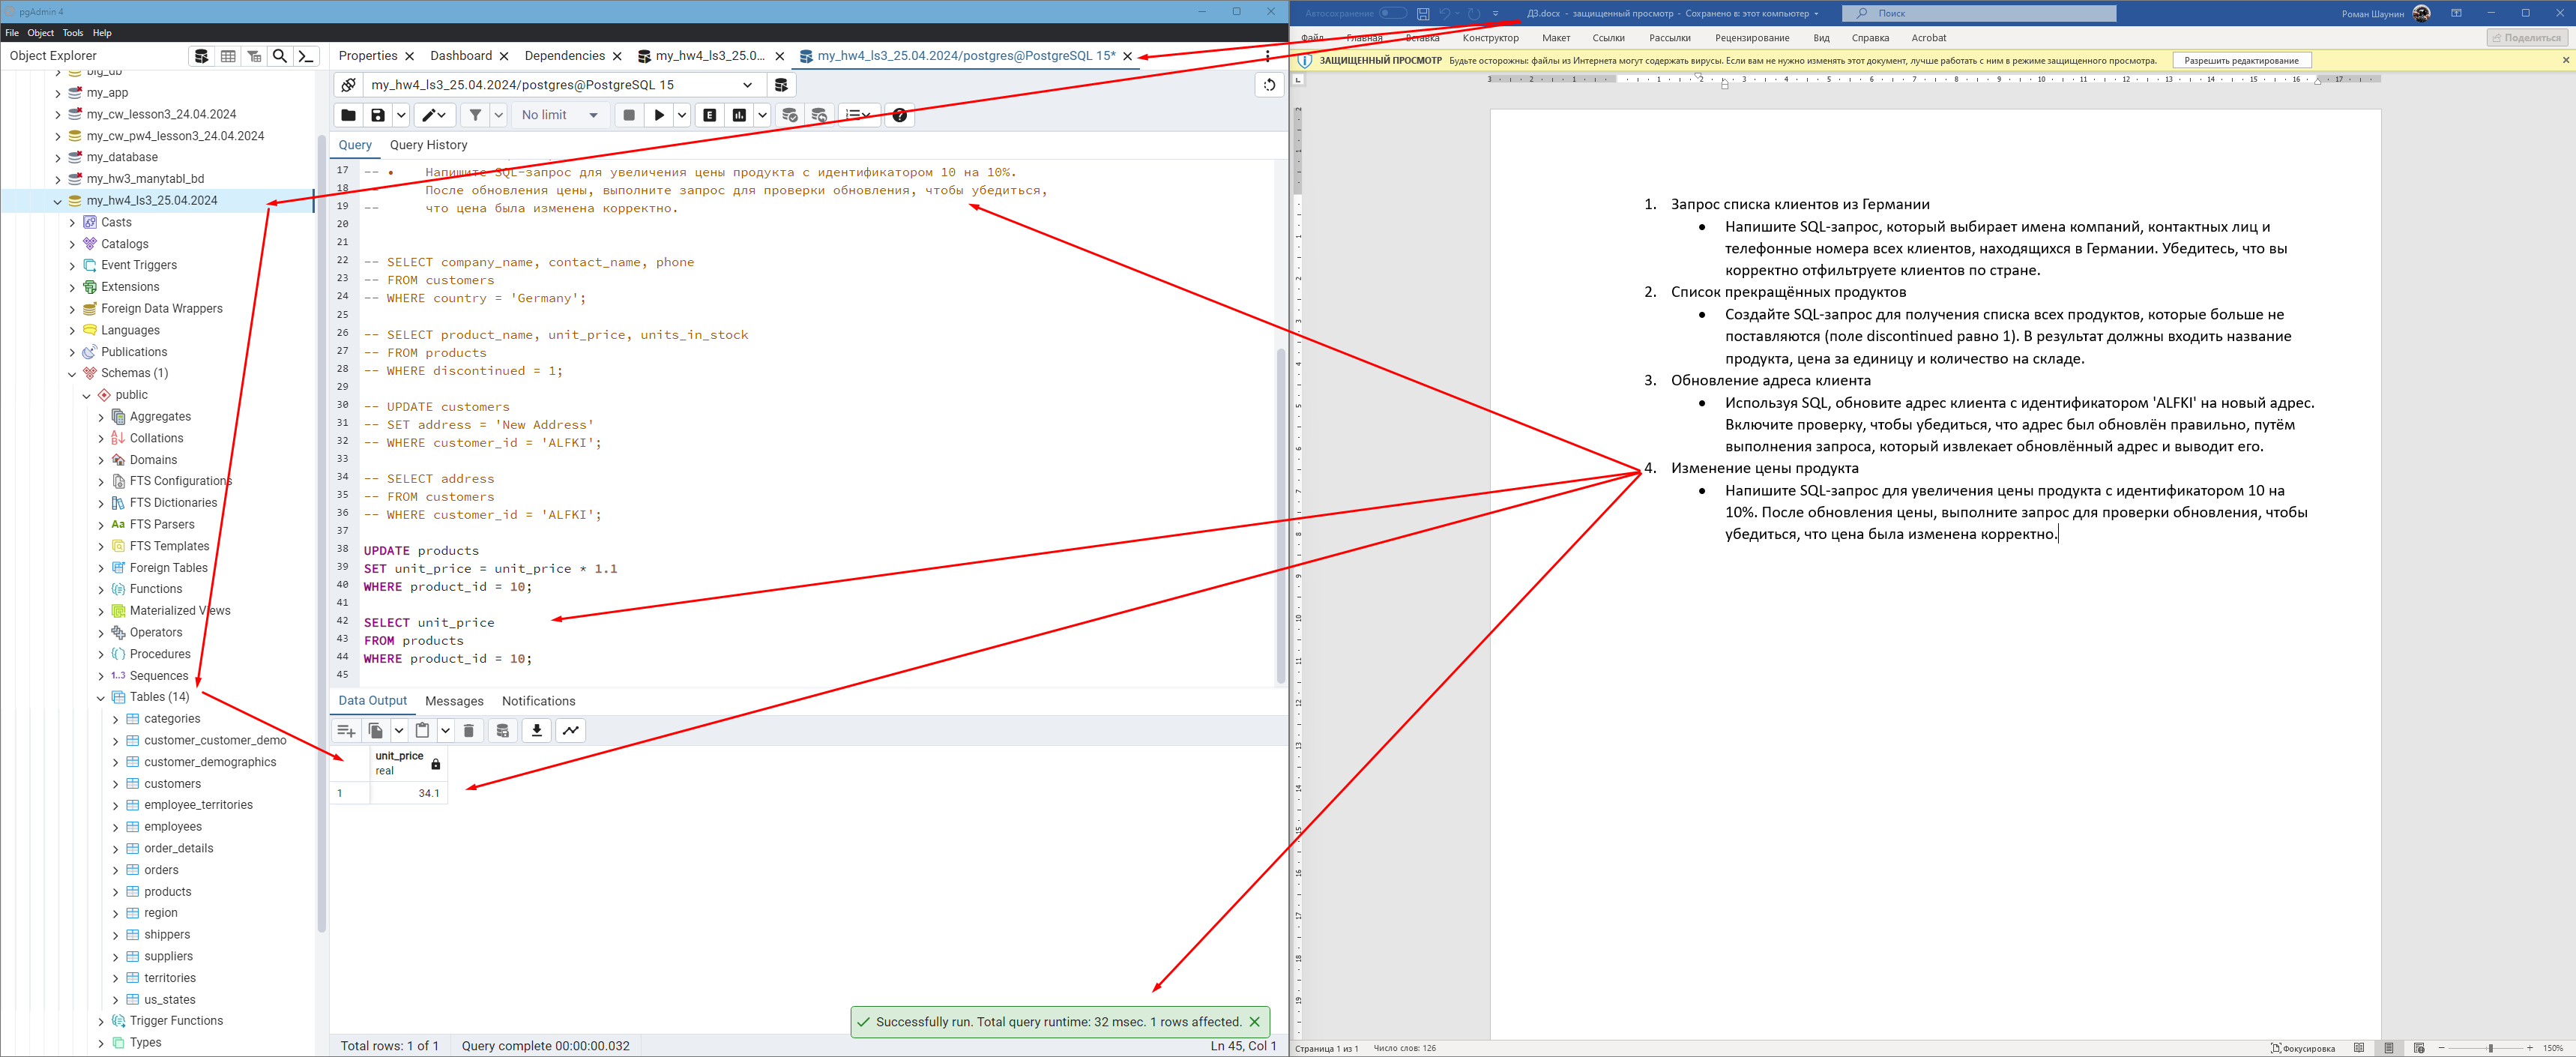 pgAdmin 4
File Object Tools Help
Object Explorer
big_db
my_app
my_cw_lesson3_24.04.2024
my_cw_pw4_lesson3_24.04.2024
my_database
my_hw3_manytabl_bd
my_hw4_ls3_25.04.2024
Casts
Catalogs
Event Triggers
Extensions
Foreign Data Wrappers
Languages
Publications
Schemas (1)
public
Aggregates
Collations
Domains
FTS Configurations
FTS Dictionaries
FTS Parsers
FTS Templates
Foreign Tables
Functions
Materialized Views
Operators
Procedures
Sequences
Tables (14)
categories
customer_customer_demo
customer_demographics
customers
employee_territories
employees
order_details
orders
products
region
shippers
suppliers
territories
us_states
Trigger Functions
Types
Properties Dashboard Dependencies my_hw4_ls3_25.0... my_hw4_ls3_25.04.2024/postgres@PostgreSQL 15*
my_hw4_ls3_25.04.2024/postgres@PostgreSQL 15
No limit
Query Query History
17 -- • Напишите SQL-запрос для увеличения цены продукта с идентификатором 10 на 10%.
18 После обновления цены, выполните запрос для проверки обновления, чтобы убедиться,
19 -- что цена была изменена корректно.
20
21
22 -- SELECT company_name, contact_name, phone
23 -- FROM customers
24 -- WHERE country = 'Germany';
25
26 -- SELECT product_name, unit_price, units_in_stock
27 -- FROM products
28 -- WHERE discontinued = 1;
29
30 -- UPDATE customers
31 -- SET address = 'New Address'
32 -- WHERE customer_id = 'ALFKI';
33
34 -- SELECT address
35 -- FROM customers
36 -- WHERE customer_id = 'ALFKI';
37
38 UPDATE products
39 SET unit_price = unit_price * 1.1
40 WHERE product_id = 10;
41
42 SELECT unit_price
43 FROM products
44 WHERE product_id = 10;
45
Data Output Messages Notifications
unit_price
real
1 34.1
Successfully run. Total query runtime: 32 msec. 1 rows affected.
Total rows: 1 of 1 Query complete 00:00:00.032 Ln 45, Col 1
Автосохранение ДЗ.docx - защищенный просмотр - Сохранено в: этот компьютер Поиск Роман Шаунин
Файл Главная Вставка Конструктор Макет Ссылки Рассылки Рецензирование Вид Справка Acrobat Поделиться
ЗАЩИЩЕННЫЙ ПРОСМОТР Будьте осторожны: файлы из Интернета могут содержать вирусы. Если вам не нужно изменять этот документ, лучше работать с ним в режиме защищенного просмотра. Разрешить редактирование
1. Запрос списка клиентов из Германии
• Напишите SQL-запрос, который выбирает имена компаний, контактных лиц и
телефонные номера всех клиентов, находящихся в Германии. Убедитесь, что вы
корректно отфильтруете клиентов по стране.
2. Список прекращённых продуктов
• Создайте SQL-запрос для получения списка всех продуктов, которые больше не
поставляются (поле discontinued равно 1). В результат должны входить название
продукта, цена за единицу и количество на складе.
3. Обновление адреса клиента
• Используя SQL, обновите адрес клиента с идентификатором 'ALFKI' на новый адрес.
Включите проверку, чтобы убедиться, что адрес был обновлён правильно, путём
выполнения запроса, который извлекает обновлённый адрес и выводит его.
4. Изменение цены продукта
• Напишите SQL-запрос для увеличения цены продукта с идентификатором 10 на
10%. После обновления цены, выполните запрос для проверки обновления, чтобы
убедиться, что цена была изменена корректно.
Страница 1 из 1 Число слов: 126 Фокусировка 150%